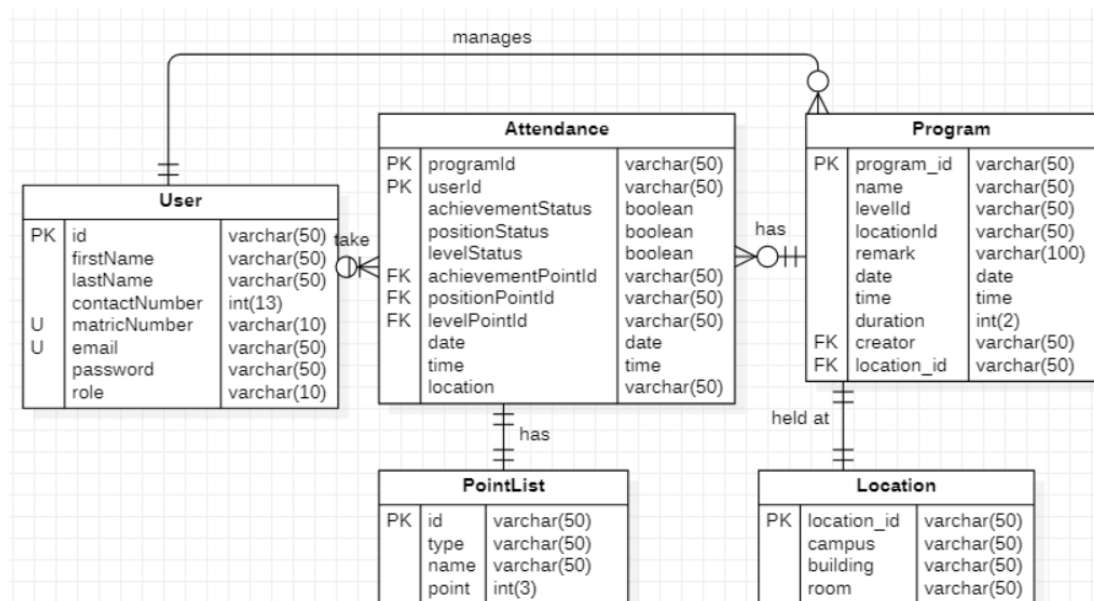 manages
Attendance
PK programId varchar(50)
PK userId varchar(50)
achievementStatus boolean
positionStatus boolean
levelStatus boolean
FK achievementPointId varchar(50)
FK positionPointId varchar(50)
FK levelPointId varchar(50)
date date
time time
location varchar(50)
Program
PK program_id varchar(50)
name varchar(50)
levelId varchar(50)
locationId varchar(50)
remark varchar(100)
date date
time time
duration int(2)
FK creator varchar(50)
FK location_id varchar(50)
User
PK id varchar(50)
firstName varchar(50)
lastName varchar(50)
contactNumber int(13)
U matricNumber varchar(10)
U email varchar(50)
password varchar(50)
role varchar(10)
take
has
has
held at
PointList
PK id varchar(50)
type varchar(50)
name varchar(50)
point int(3)
Location
PK location_id varchar(50)
campus varchar(50)
building varchar(50)
room varchar(50)